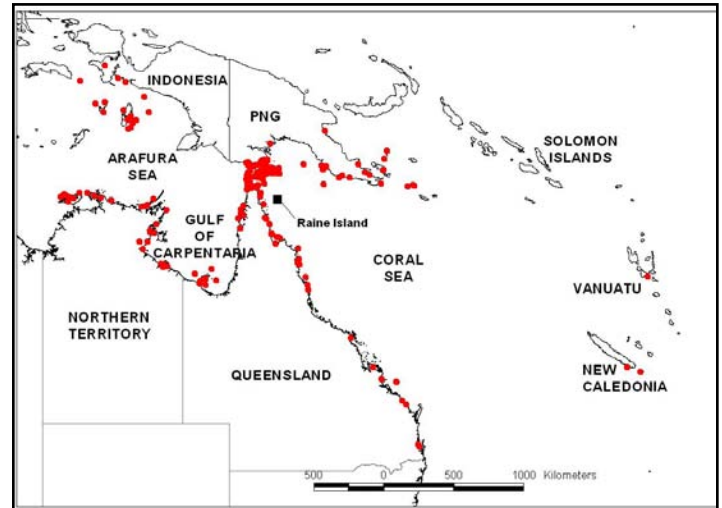 INDONESIA
PNG
SOLOMON
ISLANDS
ARAFURA
SEA
Raine Island
GULF
OF
CARPENTARIA
CORAL
SEA
VANUATU
NORTHERN
TERRITORY
QUEENSLAND
NEW
CALEDONIA
500 0 500 1000 Kilometers